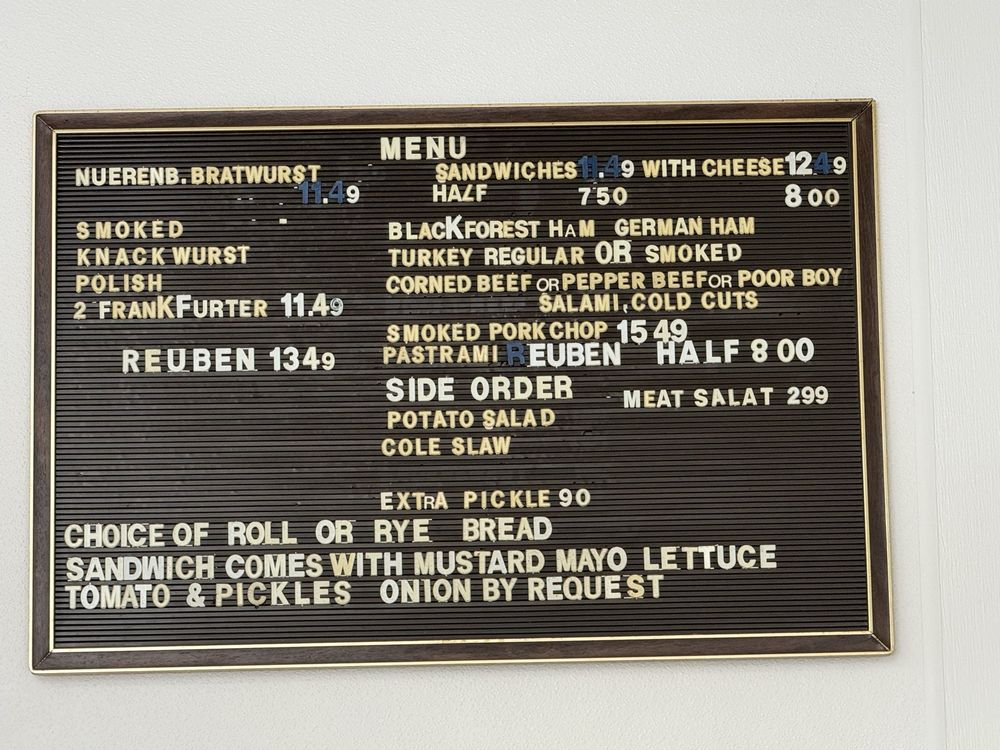 MENU
NUERENB. BRATWURST
11.49
SMOKED
KNACKWURST
POLISH
2 FRANKFURTER 11.49
REUBEN 1349
SANDWICHES 11.49 WITH CHEESE 12 49
HALF 750 800
BLACKFOREST HAM GERMAN HAM
TURKEY REGULAR OR SMOKED
CORNED BEEF OR PEPPER BEEF OR POOR BOY
SALAMI, COLD CUTS
SMOKED PORKCHOP 15 49
PASTRAMI REUBEN HALF 8 00
SIDE ORDER
MEAT SALAT 299
POTATO SALAD
COLE SLAW
EXTRA PICKLE 90
CHOICE OF ROLL OR RYE BREAD
SANDWICH COMES WITH MUSTARD MAYO LETTUCE
TOMATO & PICKLES ONION BY REQUEST